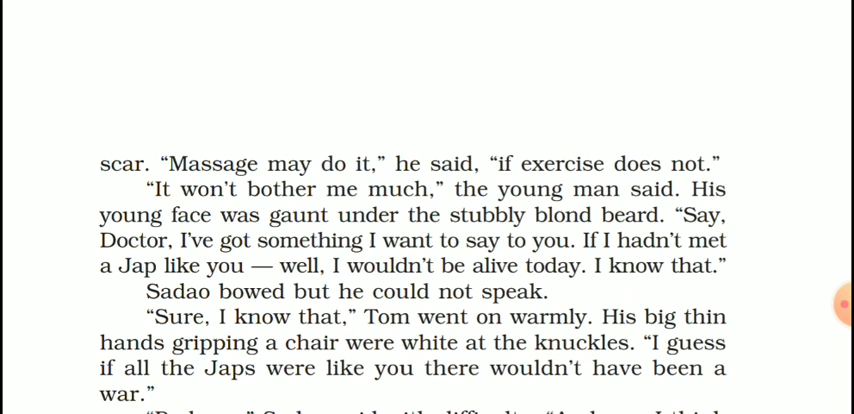 scar. “Massage may do it,” he said, “if exercise does not.”
“It won’t bother me much,” the young man said. His
young face was gaunt under the stubbly blond beard. “Say,
Doctor, I’ve got something I want to say to you. If I hadn’t met
a Jap like you — well, I wouldn’t be alive today. I know that.”
Sadao bowed but he could not speak.
“Sure, I know that,” Tom went on warmly. His big thin
hands gripping a chair were white at the knuckles. “I guess
if all the Japs were like you there wouldn’t have been a
war.”